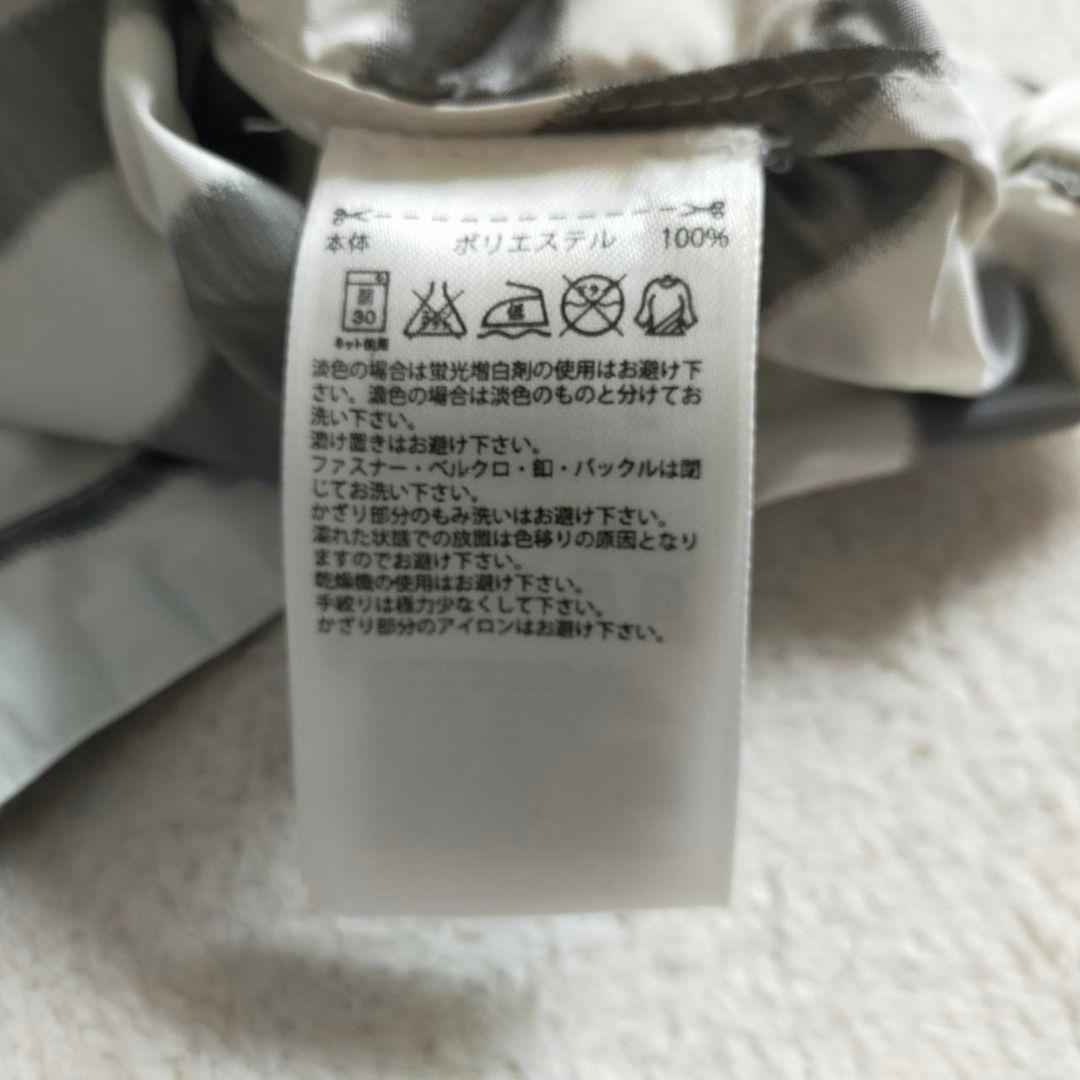 本体 ポリエステル 100%
30
ネット使用
低
淡色の場合は蛍光増白剤の使用はお避け下
さい。濃色の場合は淡色のものと分けてお
洗い下さい。
漬け置きはお避け下さい。
ファスナー・ベルクロ・釦・バックルは閉
じてお洗い下さい。
かざり部分のもみ洗いはお避け下さい。
濡れた状態での放置は色移りの原因となり
ますのでお避け下さい。
乾燥機の使用はお避け下さい。
手絞りは極力少なくして下さい。
かざり部分のアイロンはお避け下さい。